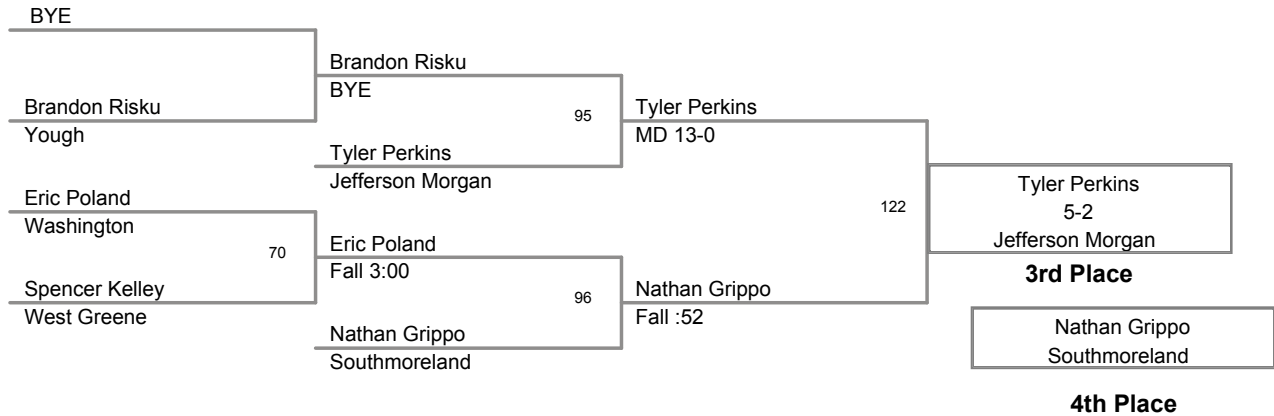 BYE
Brandon Risku
Yough
Eric Poland
Washington
70
Spencer Kelley
West Greene
Brandon Risku
BYE
95
Tyler Perkins
Jefferson Morgan
Eric Poland
Fall 3:00
96
Nathan Grippo
Southmoreland
Tyler Perkins
MD 13-0
122
Nathan Grippo
Fall :52
Tyler Perkins
5-2
Jefferson Morgan
3rd Place
Nathan Grippo
Southmoreland
4th Place